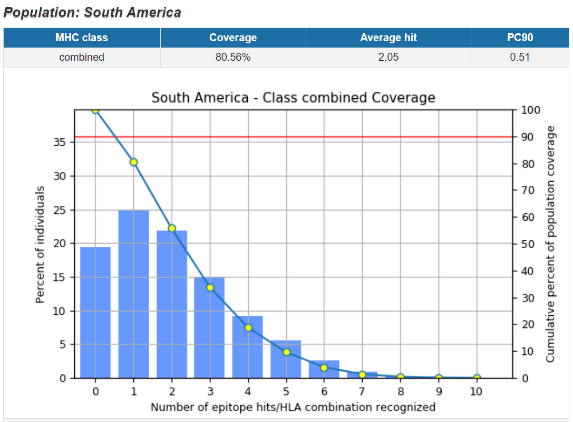 Population: South America
MHC class Coverage Average hit PC90
combined 80.56% 2.05 0.51
South America - Class combined Coverage
Percent of individuals
35
30
25
20
15
10
5
0
100
90
80
70
60
50
40
30
20
10
0
Cumulative percent of population coverage
0 1 2 3 4 5 6 7 8 9 10
Number of epitope hits/HLA combination recognized